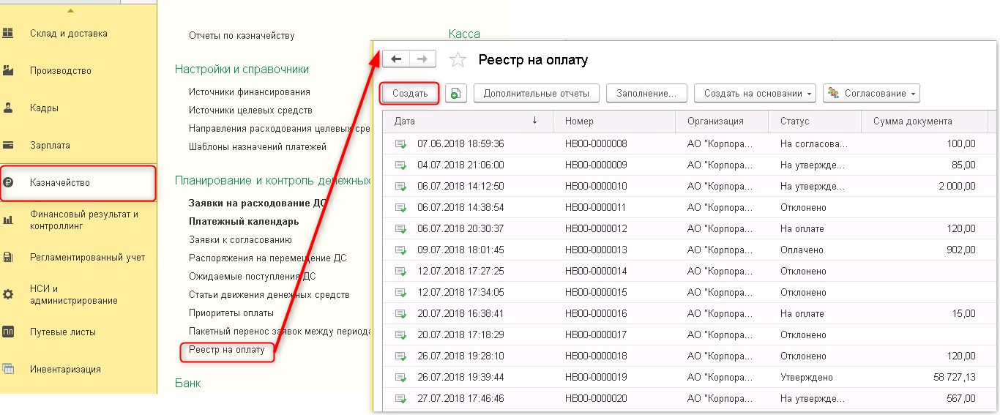 Склад и доставка
Производство
Кадры
Зарплата
Казначейство
Финансовый результат и
контроллинг
Регламентированный учет
НСИ и
администрирование
ПЛ Путевые листы
Инвентаризация
Отчеты по казначейству
Настройки и справочники
Источники финансирования
Источники целевых средств
Направления расходования целевых сре
Шаблоны назначений платежей
Планирование и контроль денежных
Заявки на расходование ДС
Платежный календарь
Заявки к согласованию
Распоряжения на перемещение ДС
Ожидаемые поступления ДС
Статьи движения денежных средств
Приоритеты оплаты
Пакетный перенос заявок между периода
Реестр на оплату
Банк
Касса
Реестр на оплату
Создать Дополнительные отчеты Заполнение... Создать на основании Согласование
Дата Номер Организация Статус Сумма документа
07.06.2018 18:59:36 НВ00-0000008 АО "Корпора... На согласова... 100,00
04.07.2018 21:06:00 НВ00-0000009 АО "Корпора... На утвержде... 85,00
06.07.2018 14:12:50 НВ00-0000010 АО "Корпора... На утвержде... 2 000,00
06.07.2018 14:38:54 НВ00-0000011 АО "Корпора... Отклонено
06.07.2018 20:30:37 НВ00-0000012 АО "Корпора... На оплате 120,00
09.07.2018 18:01:45 НВ00-0000013 АО "Корпора... Оплачено 902,00
12.07.2018 17:27:25 НВ00-0000014 АО "Корпора... Отклонено
12.07.2018 17:34:05 НВ00-0000015 АО "Корпора... Отклонено
20.07.2018 16:38:41 НВ00-0000016 АО "Корпора... На оплате 15,00
20.07.2018 17:18:29 НВ00-0000017 АО "Корпора... Отклонено
26.07.2018 19:28:10 НВ00-0000018 АО "Корпора... Отклонено 120,00
26.07.2018 19:39:44 НВ00-0000019 АО "Корпора... Утверждено 58 727,13
27.07.2018 17:46:46 НВ00-0000020 АО "Корпора... На утвержде... 567,00